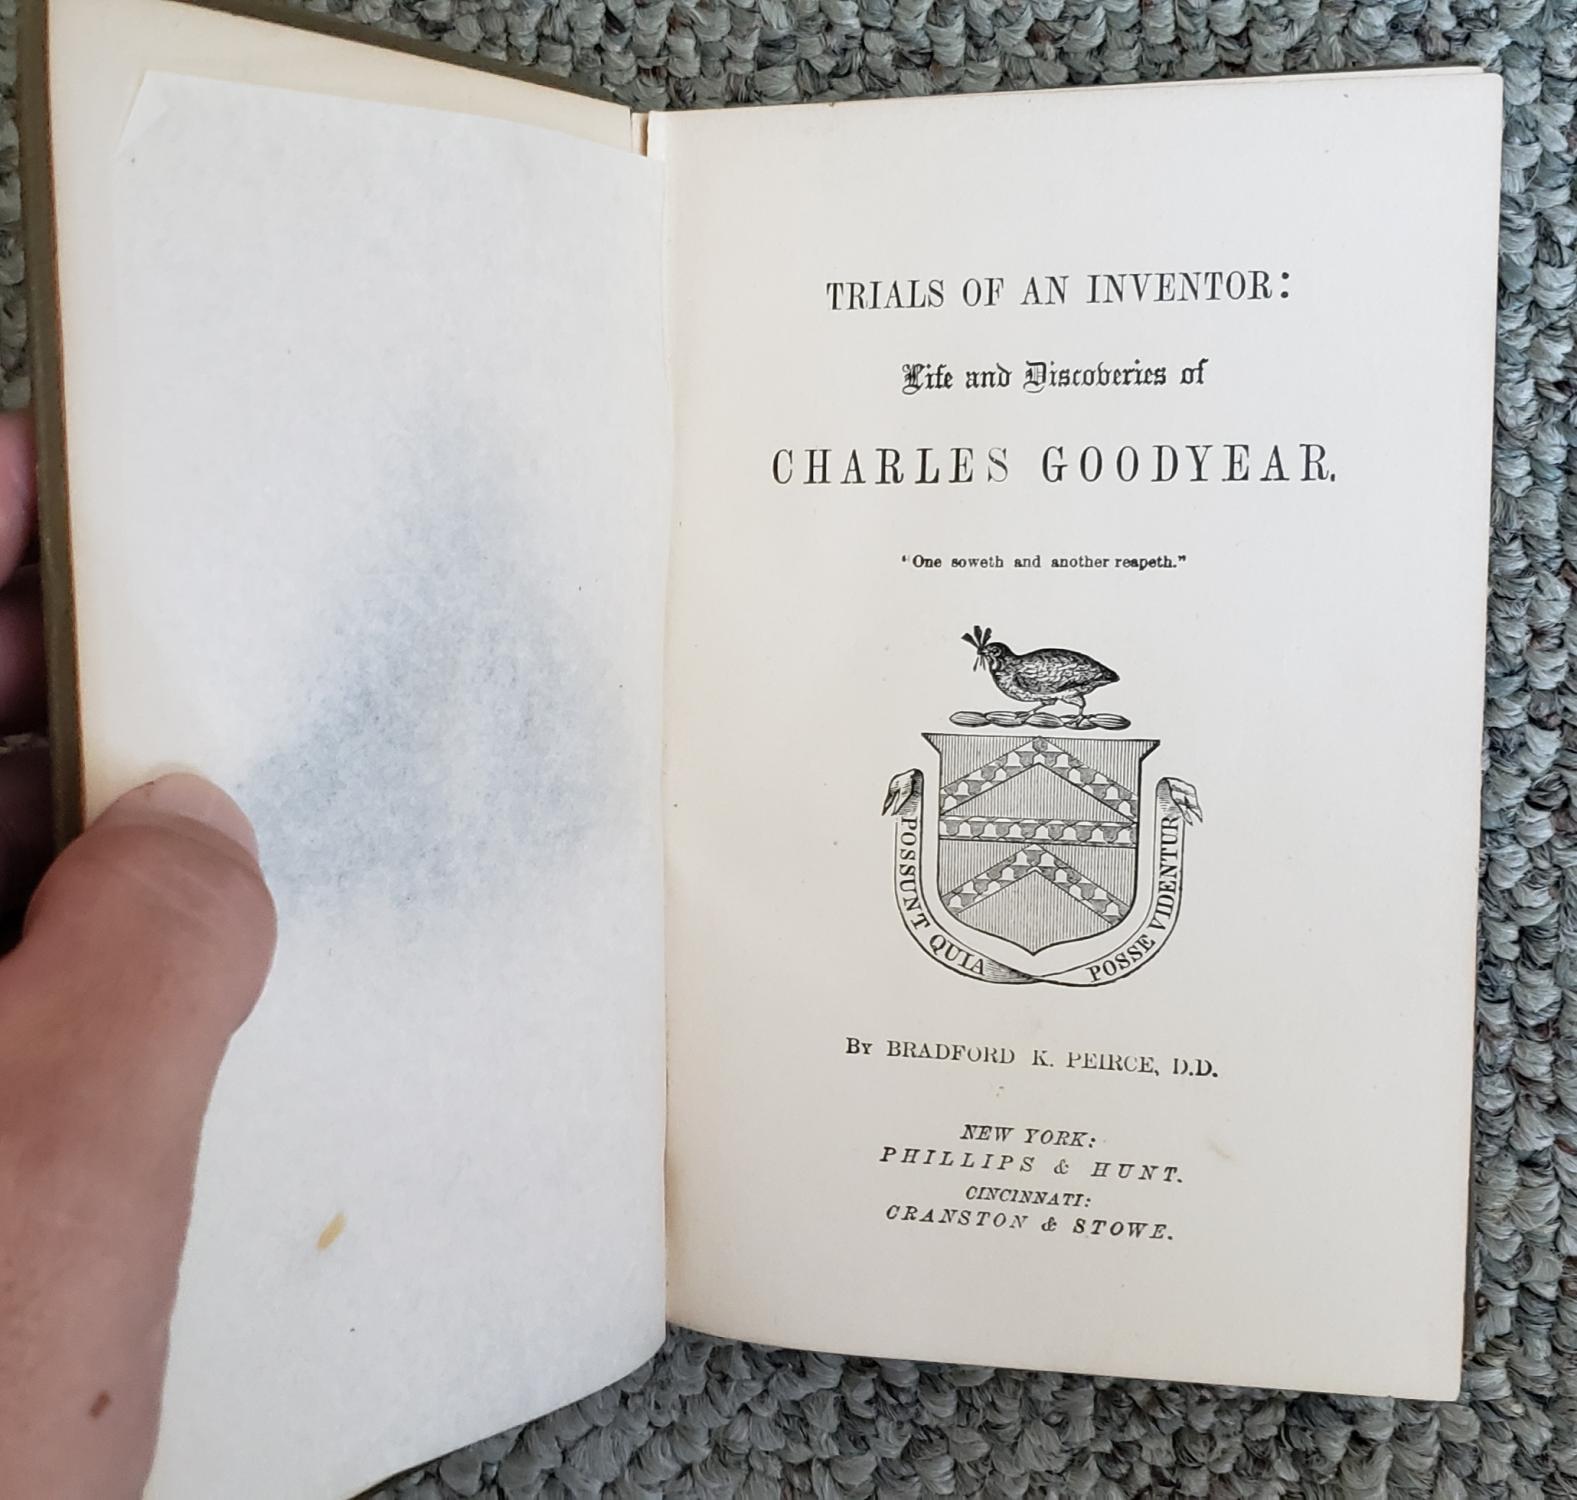 TRIALS OF AN INVENTOR:
Life and Discoveries of
CHARLES GOODYEAR.
"One soweth and another reapeth."
POSSUNT QUIA POSSE VIDENTUR
By BRADFORD K. PEIRCE, D.D.
NEW YORK:
PHILLIPS & HUNT.
CINCINNATI:
CRANSTON & STOWE.